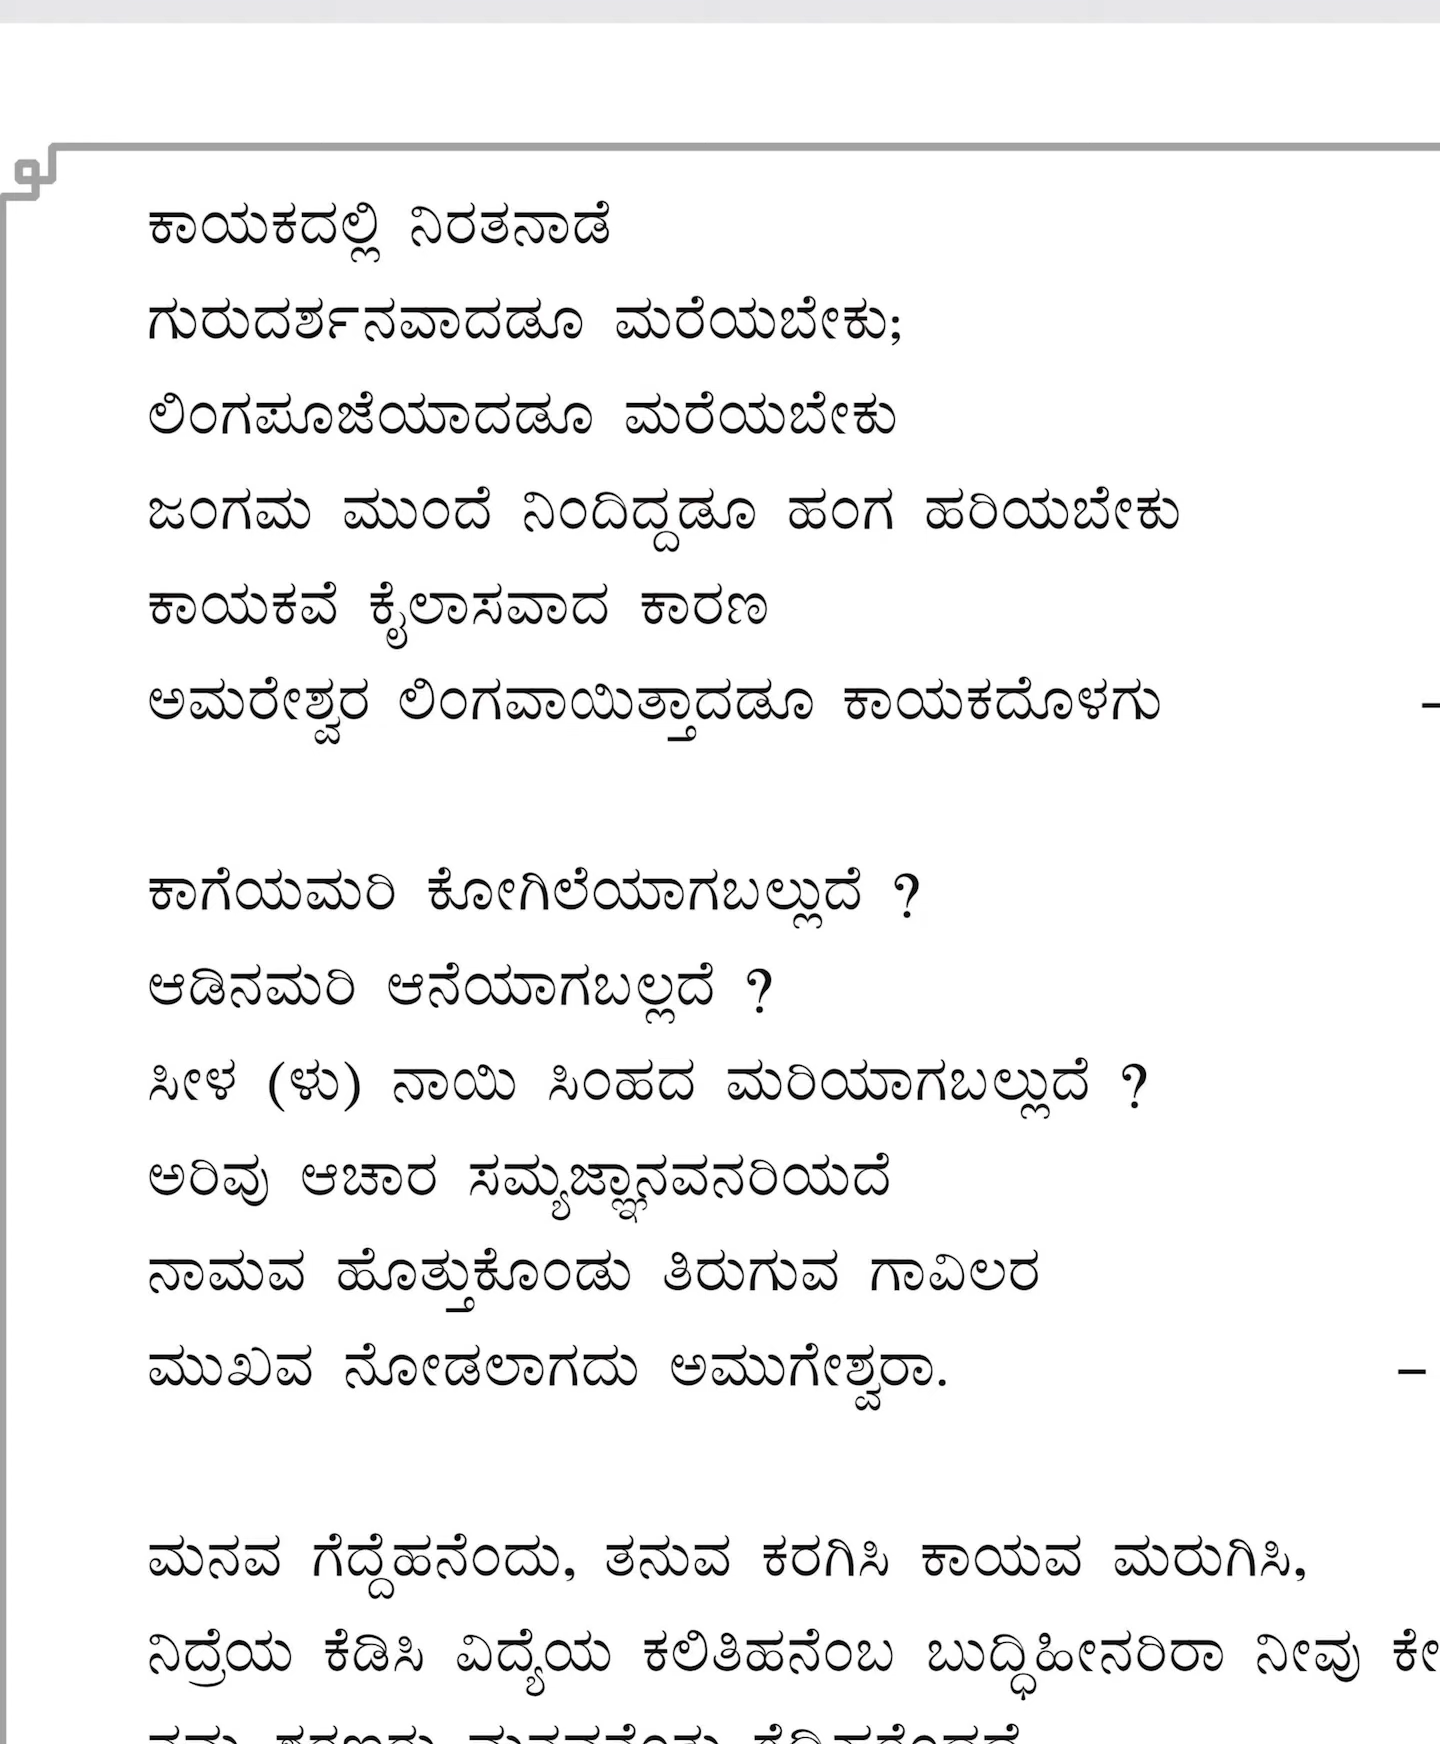 ಕಾಯಕದಲ್ಲಿ ನಿರತನಾಡೆ
ಗುರುದರ್ಶನವಾದಡೂ ಮರೆಯಬೇಕು;
ಲಿಂಗಪೂಜೆಯಾದಡೂ ಮರೆಯಬೇಕು
ಜಂಗಮ ಮುಂದೆ ನಿಂದಿದ್ದಡೂ ಹಂಗ ಹರಿಯಬೇಕು
ಕಾಯಕವೆ ಕೈಲಾಸವಾದ ಕಾರಣ
ಅಮರೇಶ್ವರ ಲಿಂಗವಾಯಿತ್ತಾದಡೂ ಕಾಯಕದೊಳಗು –
ಕಾಗೆಯಮರಿ ಕೋಗಿಲೆಯಾಗಬಲ್ಲುದೆ ?
ಆಡಿನಮರಿ ಆನೆಯಾಗಬಲ್ಲದೆ ?
ಸೀಳ (ಳು) ನಾಯಿ ಸಿಂಹದ ಮರಿಯಾಗಬಲ್ಲುದೆ ?
ಅರಿವು ಆಚಾರ ಸಮ್ಯಜ್ಞಾನವನರಿಯದೆ
ನಾಮವ ಹೊತ್ತುಕೊಂಡು ತಿರುಗುವ ಗಾವಿಲರ
ಮುಖವ ನೋಡಲಾಗದು ಅಮುಗೇಶ್ವರಾ. –
ಮನವ ಗೆದ್ದೆಹನೆಂದು, ತನುವ ಕರಗಿಸಿ ಕಾಯವ ಮರುಗಿಸಿ,
ನಿದ್ರೆಯ ಕೆಡಿಸಿ ವಿದ್ಯೆಯ ಕಲಿತಿಹನೆಂಬ ಬುದ್ಧಿಹೀನರಿರಾ ನೀವು